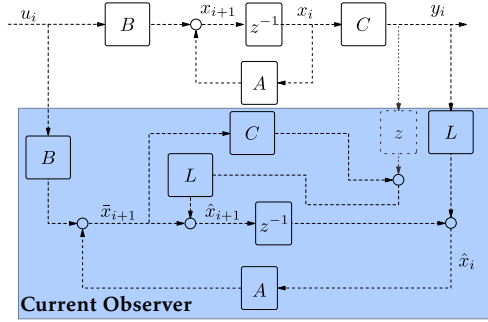 u_i B x_{i+1} z^{-1} x_i C y_i
A
B C z L
L
x̄_{i+1} x̂_{i+1} z^{-1}
x̂_i
A
Current Observer